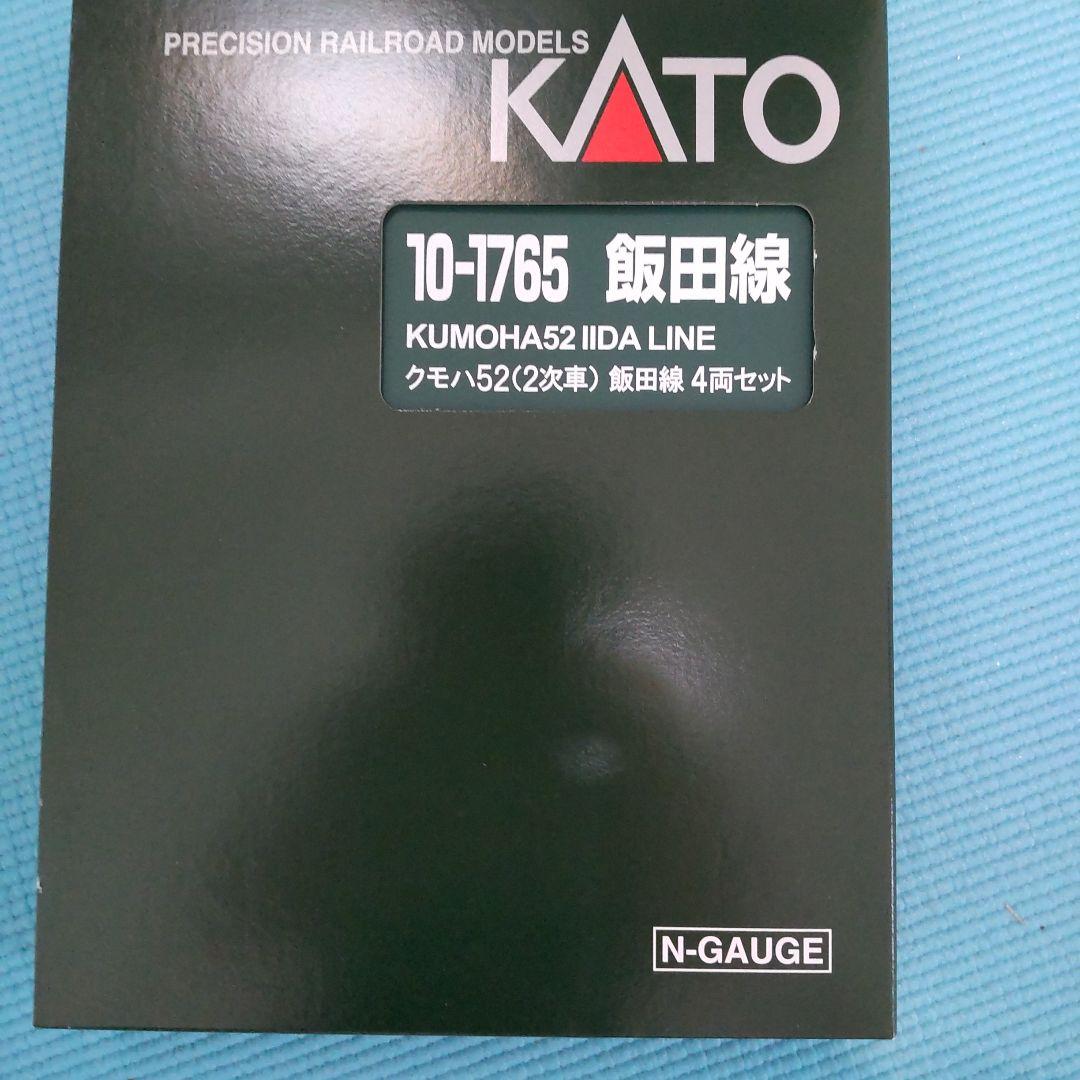 PRECISION RAILROAD MODELS
KATO
10-1765 飯田線
KUMOHA52 IIDA LINE
クモハ52(2次車) 飯田線 4両セット
N-GAUGE